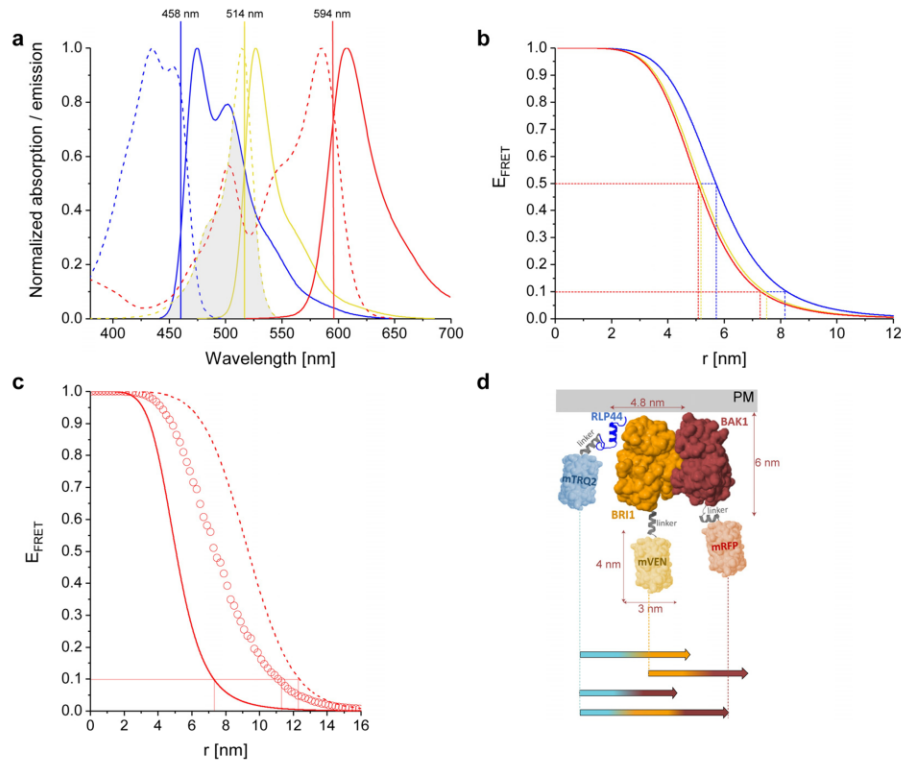 458 nm 514 nm 594 nm
a
Normalized absorption / emission
1.0
0.8
0.6
0.4
0.2
0.0
400 450 500 550 600 650 700
Wavelength [nm]
b
E_FRET
1.0
0.9
0.8
0.7
0.6
0.5
0.4
0.3
0.2
0.1
0.0
0 2 4 6 8 10 12
r [nm]
c
E_FRET
1.0
0.9
0.8
0.7
0.6
0.5
0.4
0.3
0.2
0.1
0.0
0 2 4 6 8 10 12 14 16
r [nm]
d
PM
4.8 nm
RLP44
BAK1
linker
6 nm
mTRQ2
BRI1
linker
linker
mRFP
mVEN
4 nm
3 nm